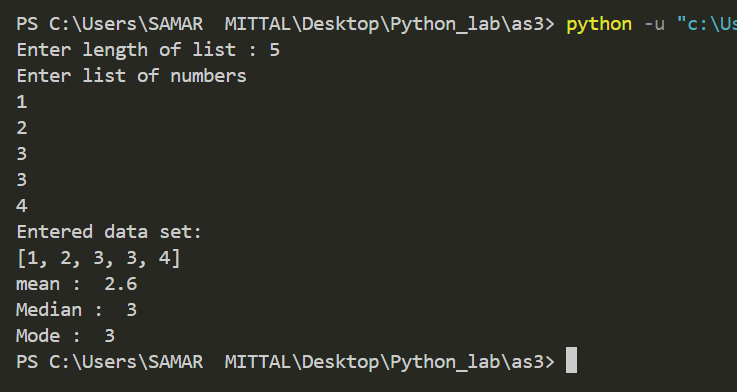 PS C:\Users\SAMAR  MITTAL\Desktop\Python_lab\as3> python -u "c:\Us
Enter length of list : 5
Enter list of numbers
1
2
3
3
4
Entered data set:
[1, 2, 3, 3, 4]
mean :  2.6
Median :  3
Mode :  3
PS C:\Users\SAMAR  MITTAL\Desktop\Python_lab\as3>